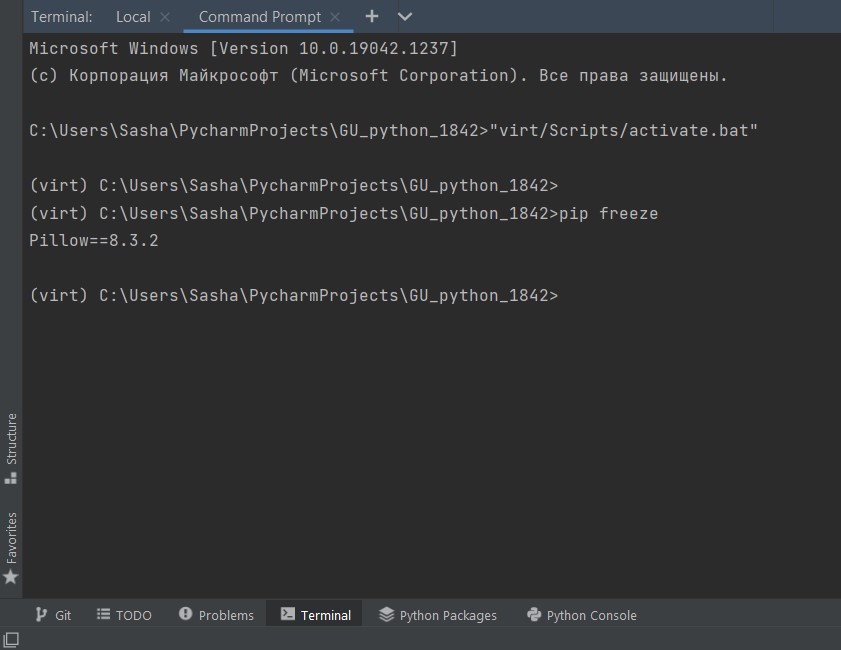 Terminal: Local Command Prompt
Microsoft Windows [Version 10.0.19042.1237]
(c) Корпорация Майкрософт (Microsoft Corporation). Все права защищены.
C:\Users\Sasha\PycharmProjects\GU_python_1842>"virt/Scripts/activate.bat"
(virt) C:\Users\Sasha\PycharmProjects\GU_python_1842>
(virt) C:\Users\Sasha\PycharmProjects\GU_python_1842>pip freeze
Pillow==8.3.2
(virt) C:\Users\Sasha\PycharmProjects\GU_python_1842>
Structure
Favorites
Git TODO Problems Terminal Python Packages Python Console